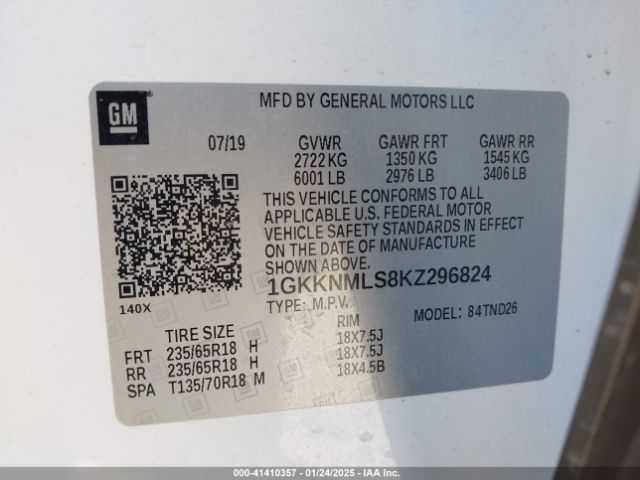 GM
MFD BY GENERAL MOTORS LLC
07/19 GVWR GAWR FRT GAWR RR
2722 KG 1350 KG 1545 KG
6001 LB 2976 LB 3406 LB
THIS VEHICLE CONFORMS TO ALL
APPLICABLE U.S. FEDERAL MOTOR
VEHICLE SAFETY STANDARDS IN EFFECT
ON THE DATE OF MANUFACTURE
SHOWN ABOVE.
1GKKNMLS8KZ296824
140X TYPE: M.P.V. MODEL: 84TND26
TIRE SIZE RIM
FRT 235/65R18 H 18X7.5J
RR 235/65R18 H 18X7.5J
SPA T135/70R18 M 18X4.5B
000-41410357 - 01/24/2025 - IAA Inc.